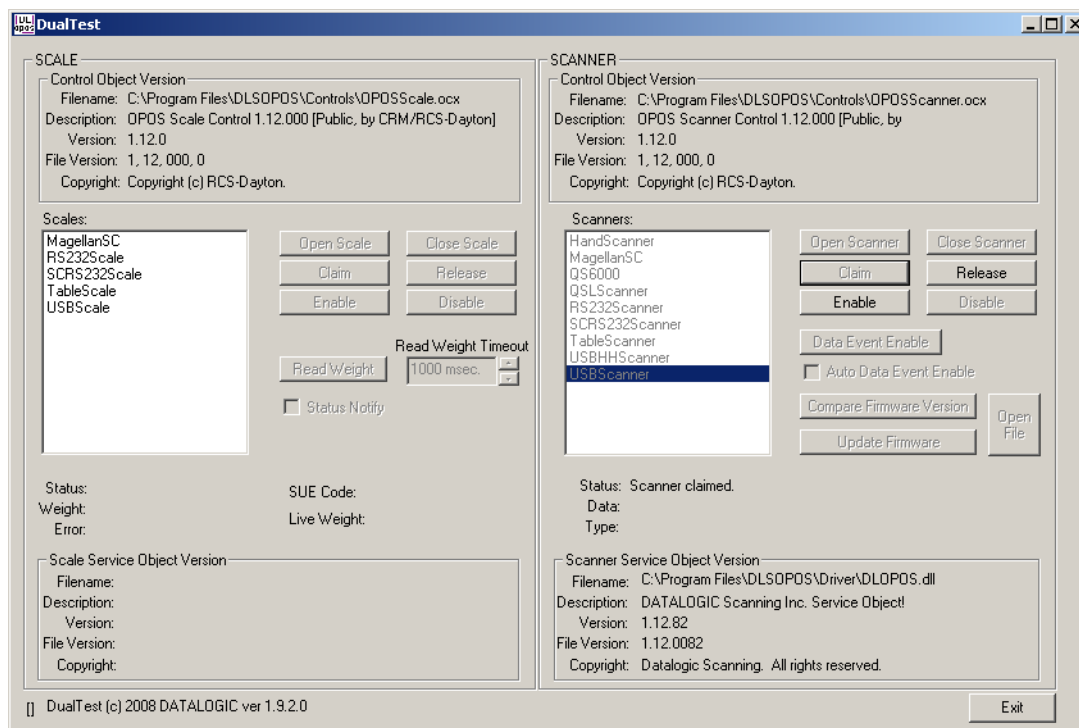 UL opos DualTest
SCALE
Control Object Version
Filename: C:\Program Files\DLSOPOS\Controls\OPOSScale.ocx
Description: OPOS Scale Control 1.12.000 [Public, by CRM/RCS-Dayton]
Version: 1.12.0
File Version: 1, 12, 000, 0
Copyright: Copyright (c) RCS-Dayton.
Scales:
MagellanSC
RS232Scale
SCRS232Scale
TableScale
USBScale
Open Scale Close Scale
Claim Release
Enable Disable
Read Weight Timeout
Read Weight 1000 msec.
Status Notify
Status:
Weight:
Error:
SUE Code:
Live Weight:
Scale Service Object Version
Filename:
Description:
Version:
File Version:
Copyright:
SCANNER
Control Object Version
Filename: C:\Program Files\DLSOPOS\Controls\OPOSScanner.ocx
Description: OPOS Scanner Control 1.12.000 [Public, by
Version: 1.12.0
File Version: 1, 12, 000, 0
Copyright: Copyright (c) RCS-Dayton.
Scanners:
HandScanner
MagellanSC
QS6000
QSLScanner
RS232Scanner
SCRS232Scanner
TableScanner
USBHHScanner
USBScanner
Open Scanner Close Scanner
Claim Release
Enable Disable
Data Event Enable
Auto Data Event Enable
Compare Firmware Version
Update Firmware
Open
File
Status: Scanner claimed.
Data:
Type:
Scanner Service Object Version
Filename: C:\Program Files\DLSOPOS\Driver\DLOPOS.dll
Description: DATALOGIC Scanning Inc. Service Object!
Version: 1.12.82
File Version: 1.12.0082
Copyright: Datalogic Scanning. All rights reserved.
[] DualTest (c) 2008 DATALOGIC ver 1.9.2.0
Exit